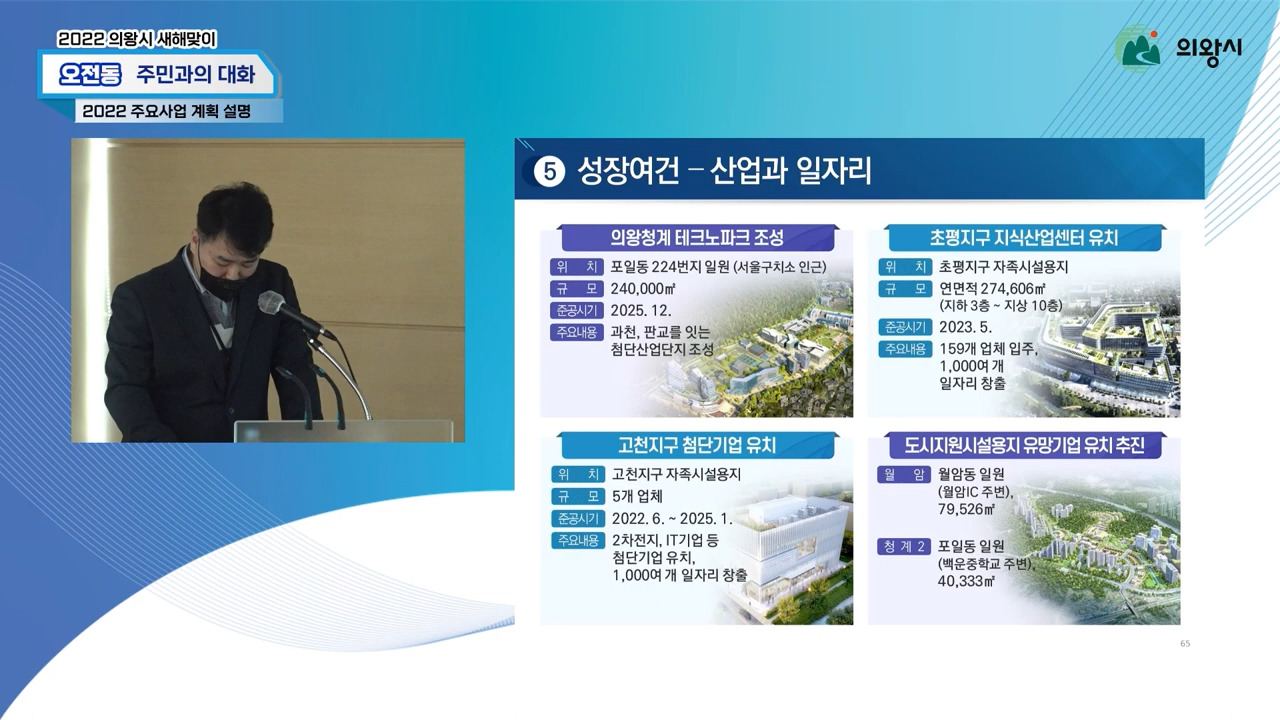 2022 의왕시 새해맞이
오전동 주민과의 대화
2022 주요사업 계획 설명
의왕시
5 성장여건 – 산업과 일자리
의왕청계 테크노파크 조성
위 치 포일동 224번지 일원 (서울구치소 인근)
규 모 240,000㎡
준공시기 2025. 12.
주요내용 과천, 판교를 잇는
첨단산업단지 조성
초평지구 지식산업센터 유치
위 치 초평지구 자족시설용지
규 모 연면적 274,606㎡
(지하 3층 ~ 지상 10층)
준공시기 2023. 5.
주요내용 159개 업체 입주,
1,000여 개
일자리 창출
고천지구 첨단기업 유치
위 치 고천지구 자족시설용지
규 모 5개 업체
준공시기 2022. 6. ~ 2025. 1.
주요내용 2차전지, IT기업 등
첨단기업 유치,
1,000여 개 일자리 창출
도시지원시설용지 유망기업 유치 추진
월 암 월암동 일원
(월암IC 주변),
79,526㎡
청 계 2 포일동 일원
(백운중학교 주변),
40,333㎡
65